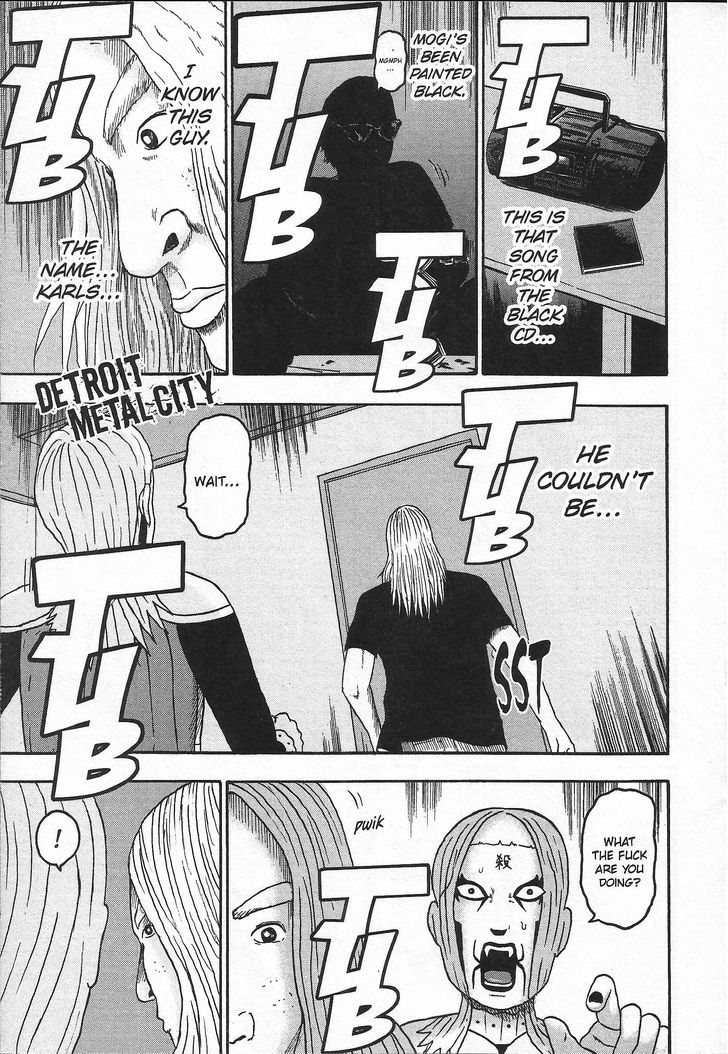 TUB
THIS IS
THAT
SONG
FROM
THE
BLACK
CD...
MOGI'S
BEEN
PAINTED
BLACK.
MGMPH
...
TUB
TUB
I
KNOW
THIS
GUY.
TUB
THE
NAME...
KARLS...
DETROIT
METAL CITY
HE
COULDN'T
BE...
TUB
SST
WAIT...
TUB
WHAT
THE FUCK
ARE YOU
DOING?
殺
PWIK
TUB
!